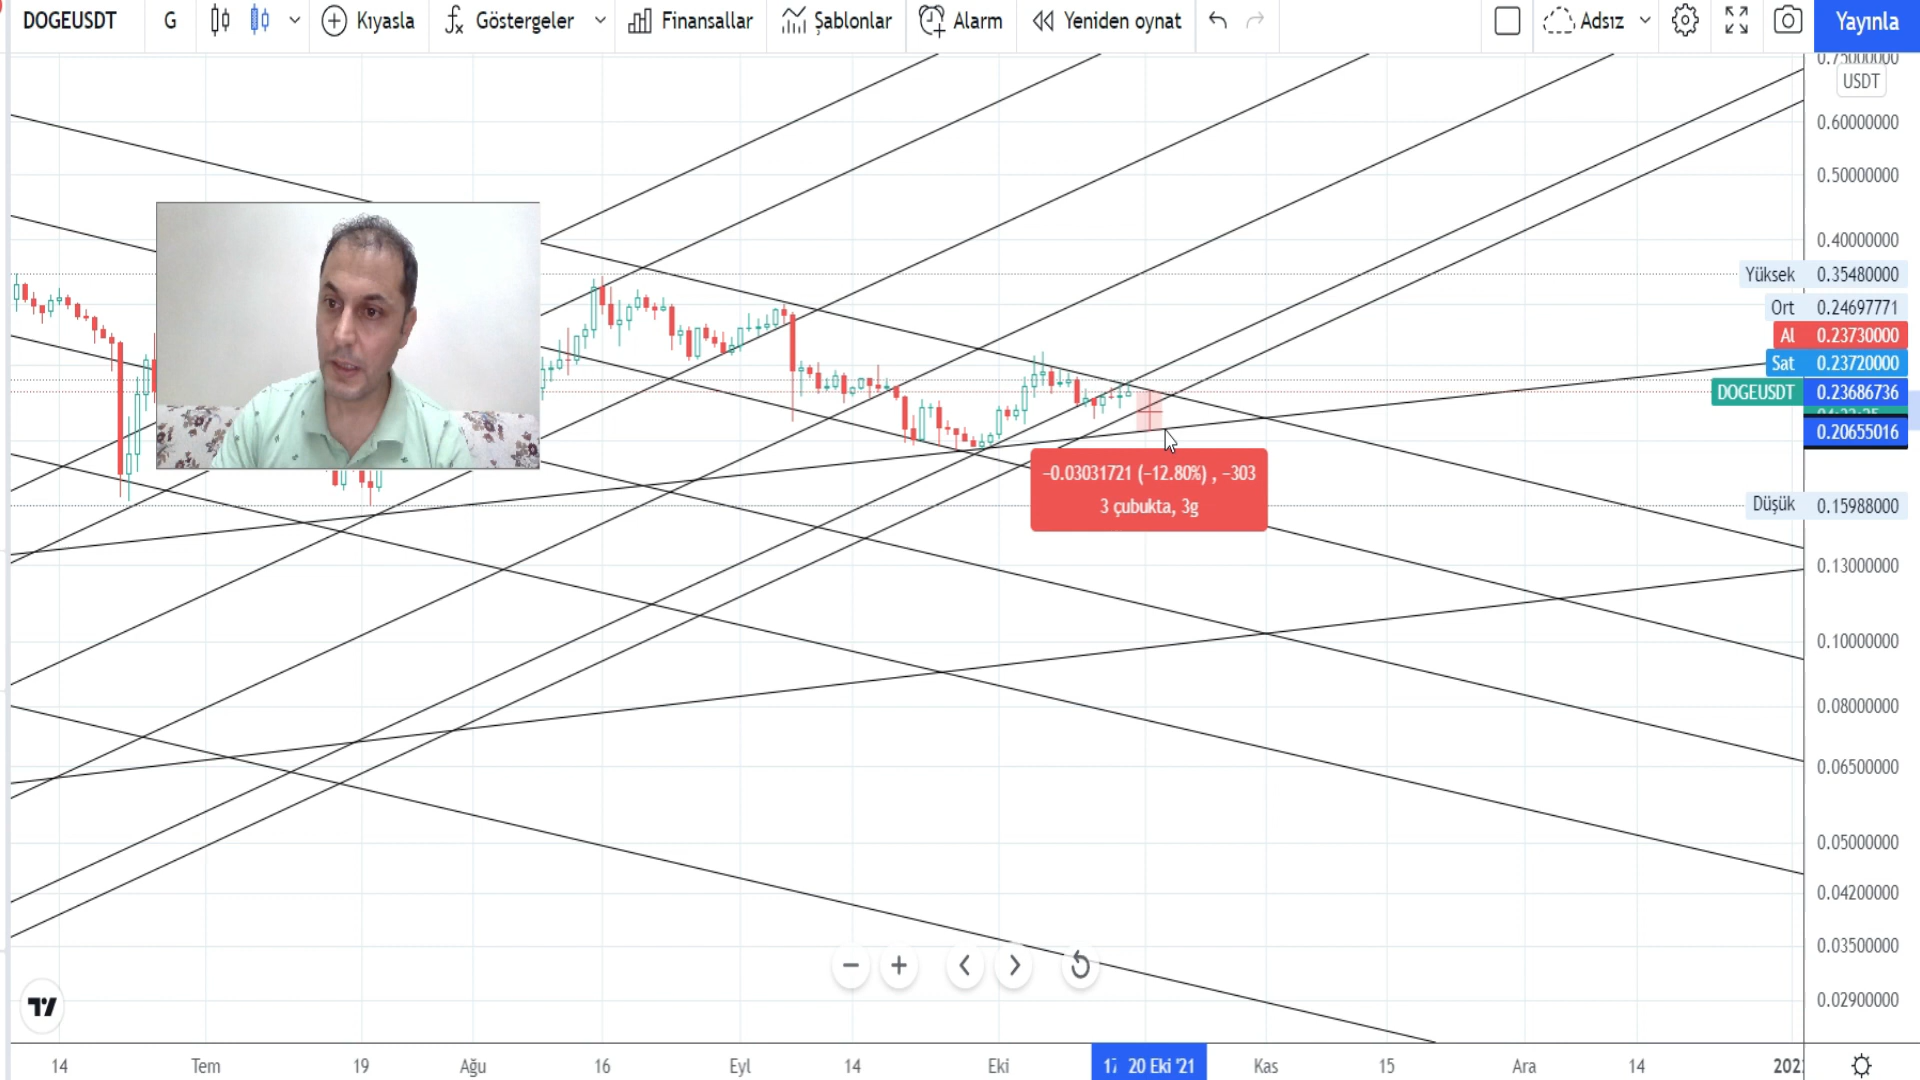 DOGEUSDT G Kıyasla Göstergeler Finansallar Şablonlar Alarm Yeniden oynat Adsız Yayınla
0.75000000
USDT
0.60000000
0.50000000
0.40000000
Yüksek 0.35480000
Ort 0.24697771
Al 0.23730000
Sat 0.23720000
DOGEUSDT 0.23686736
0.20655016
−0.03031721 (−12.80%) , −303
3 çubukta, 3g
Düşük 0.15988000
0.13000000
0.10000000
0.08000000
0.06500000
0.05000000
0.04200000
0.03500000
0.02900000
14 Tem 19 Ağu 16 Eyl 14 Eki 17 20 Eki '21 Kas 15 Ara 14